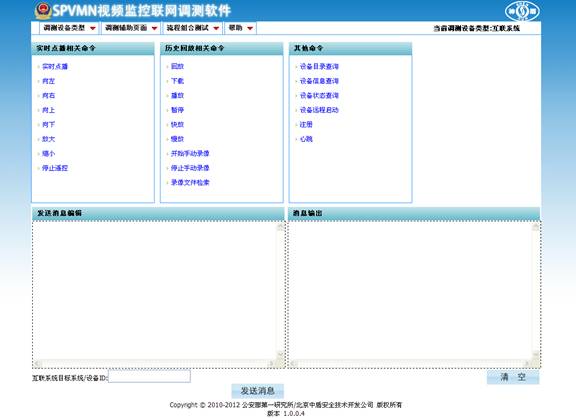 SPVMN视频监控联网调测软件
调测设备类型 调测辅助页面 流程组合测试 帮助 当前调测设备类型:互联系统
实时点播相关命令
实时点播
向左
向右
向上
向下
放大
缩小
停止遥控
历史回放相关命令
回放
下载
播放
暂停
快放
慢放
开始手动录像
停止手动录像
录像文件检索
其他命令
设备目录查询
设备信息查询
设备状态查询
设备远程启动
注册
心跳
发送消息编辑
消息输出
互联系统目标系统/设备ID:
清 空
发送消息
Copyright © 2010-2012 公安部第一研究所/北京中盾安全技术开发公司 版权所有
版本 1.0.0.4